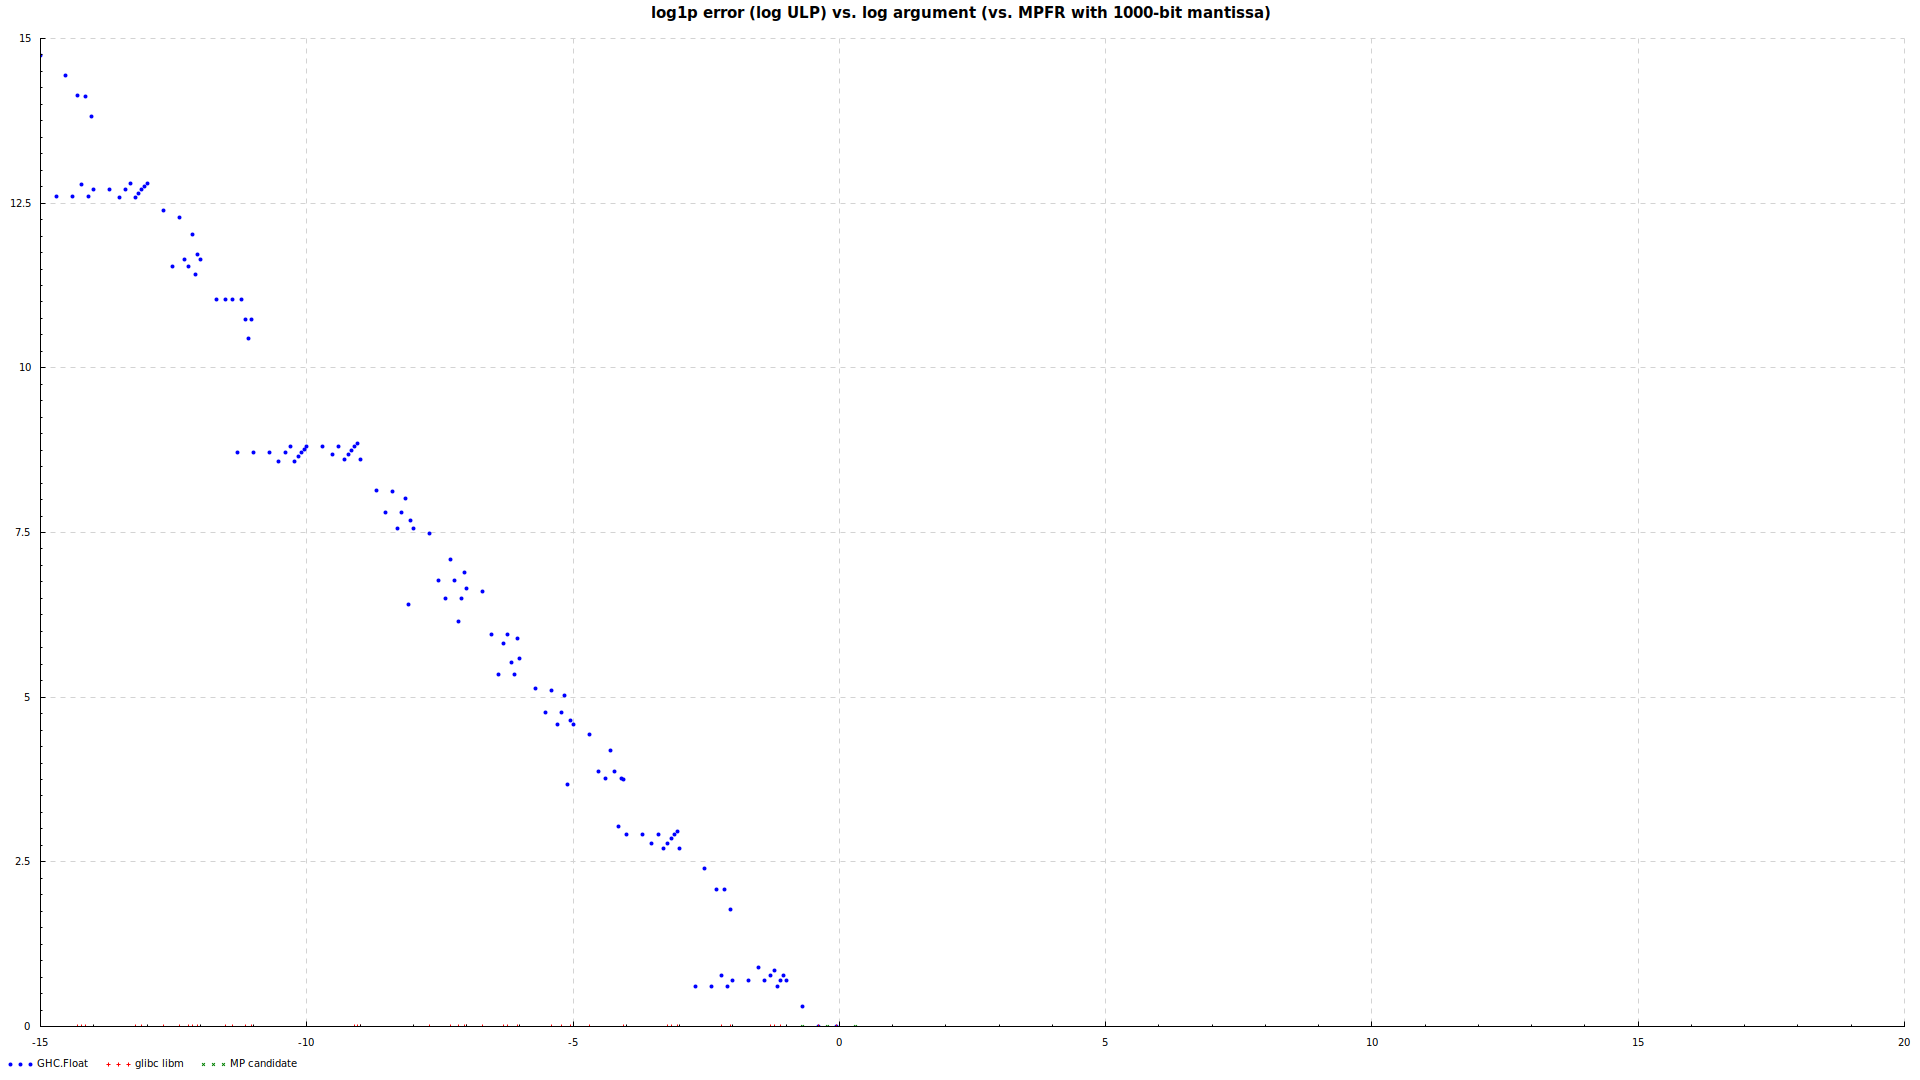 log1p error (log ULP) vs. log argument (vs. MPFR with 1000-bit mantissa)
15
12.5
10
7.5
5
2.5
0
-15 -10 -5 0 5 10 15 20
GHC.Float glibc libm MP candidate